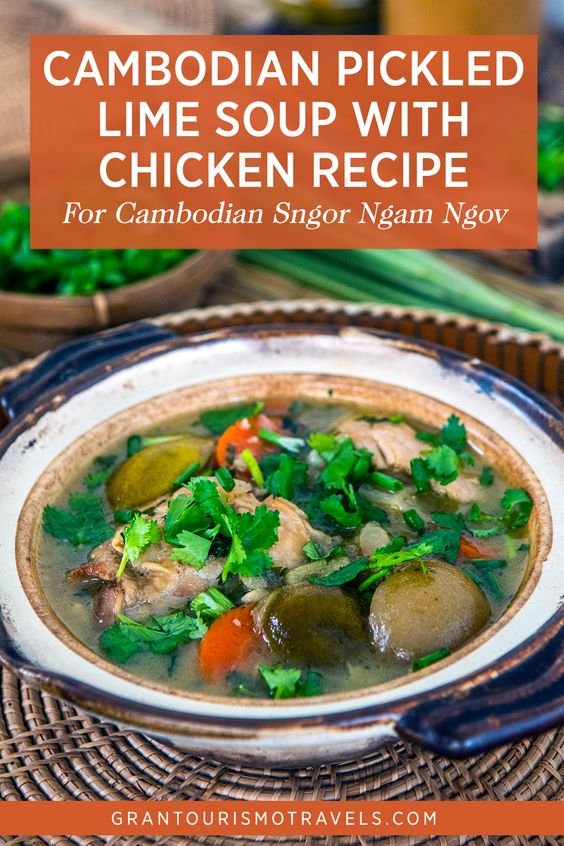 CAMBODIAN PICKLED
LIME SOUP WITH
CHICKEN RECIPE
For Cambodian Sngor Ngam Ngov
GRANTOURISMOTRAVELS.COM